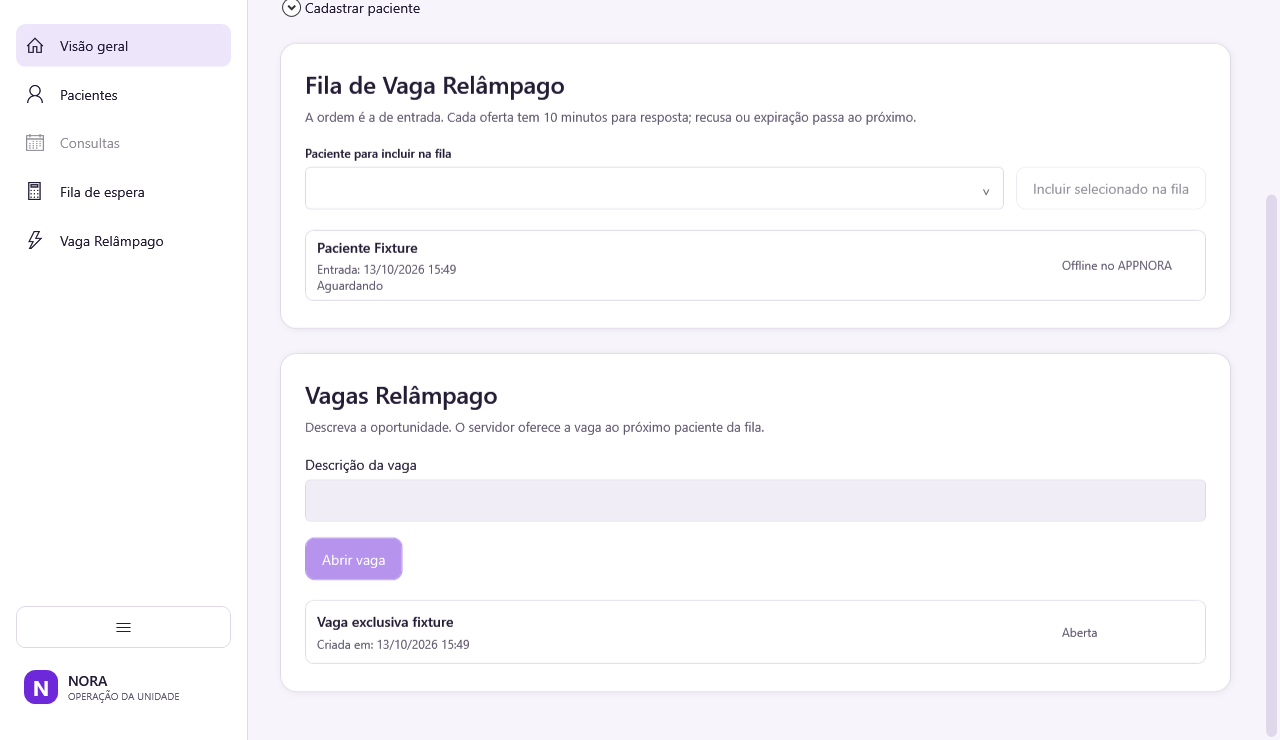 Visão geral
Pacientes
Consultas
Fila de espera
Vaga Relâmpago
N
NORA
OPERAÇÃO DA UNIDADE
Cadastrar paciente
Fila de Vaga Relâmpago
A ordem é a de entrada. Cada oferta tem 10 minutos para resposta; recusa ou expiração passa ao próximo.
Paciente para incluir na fila
Incluir selecionado na fila
Paciente Fixture
Entrada: 13/10/2026 15:49
Aguardando
Offline no APPNORA
Vagas Relâmpago
Descreva a oportunidade. O servidor oferece a vaga ao próximo paciente da fila.
Descrição da vaga
Abrir vaga
Vaga exclusiva fixture
Criada em: 13/10/2026 15:49
Aberta